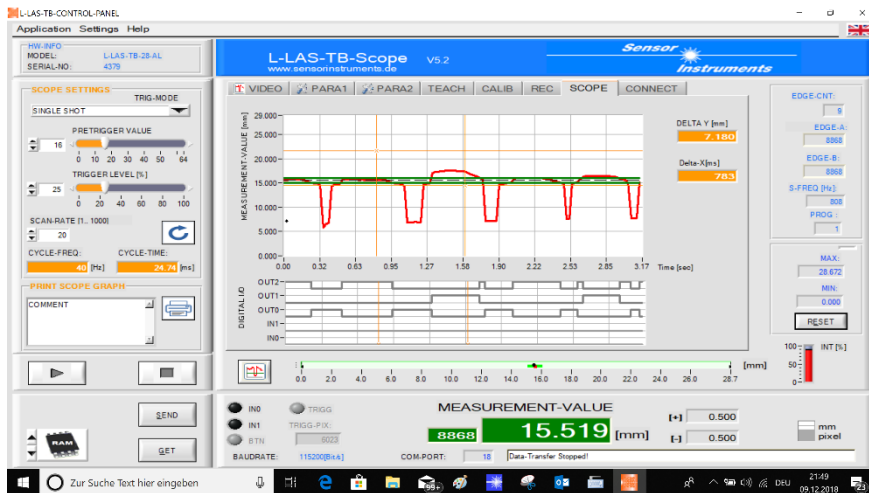 L-LAS-TB-CONTROL-PANEL
Application Settings Help
HW-INFO
MODEL: L-LAS-TB-28-AL
SERIAL-NO: 4379
L-LAS-TB-Scope V5.2
www.sensorinstruments.de
Sensor
Instruments
SCOPE SETTINGS
TRIG-MODE
SINGLE SHOT
PRETRIGGER VALUE
16
0 10 20 30 40 50 64
TRIGGER LEVEL [%]
25
0 20 40 60 80 100
SCAN-RATE [1.. 1000]
20
CYCLE-FREQ: CYCLE-TIME:
40 [Hz] 24.74 [ms]
PRINT SCOPE GRAPH
COMMENT
VIDEO PARA1 PARA2 TEACH CALIB REC SCOPE CONNECT
MEASUREMENT-VALUE [mm]
29.000
25.000
20.000
15.000
10.000
5.000
0.000
0.00 0.32 0.63 0.95 1.27 1.58 1.90 2.22 2.53 2.85 3.17 Time [sec]
DELTA Y [mm]
7.180
Delta-X[ms]
783
DIGITAL I/O
OUT2
OUT1
OUT0
IN1
IN0
EDGE-CNT:
9
EDGE-A:
8868
EDGE-B:
8868
S-FREQ [Hz]:
808
PROG :
1
MAX:
28.672
MIN:
0.000
RESET
100 INT [%]
50
0
[mm]
0.0 2.0 4.0 6.0 8.0 10.0 12.0 14.0 16.0 18.0 20.0 22.0 24.0 26.0 28.7
SEND
RAM
GET
IN0 TRIGG
IN1 TRIGG-PIX:
BTN 6023
BAUDRATE: 115200[Bit/s]
COM-PORT: 18 Data-Transfer Stopped!
MEASUREMENT-VALUE
8868 15.519 [mm]
[+] 0.500
[-] 0.500
mm
pixel
Zur Suche Text hier eingeben
99+
DEU
21:49
09.12.2018
23